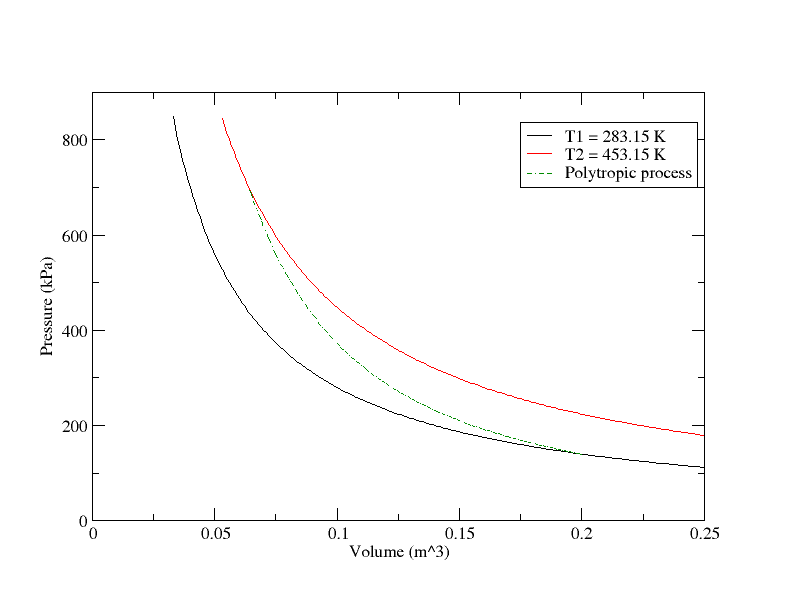 T1 = 283.15 K
T2 = 453.15 K
Polytropic process
Pressure (kPa)
800
600
400
200
0
0 0.05 0.1 0.15 0.2 0.25
Volume (m^3)